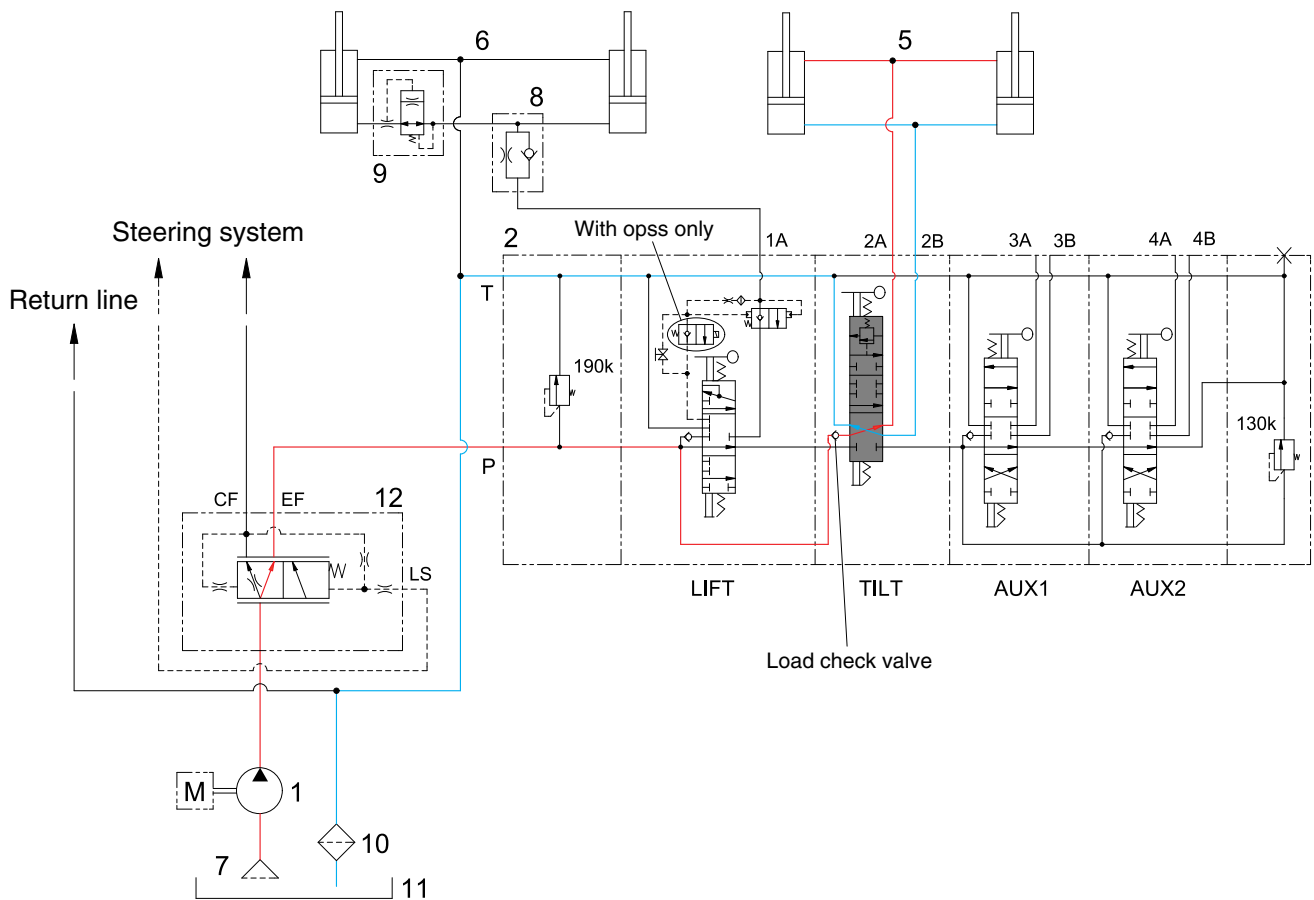 6
5
8
9
Steering system
Return line
With opss only
2
1A
2A
2B
3A
3B
4A
4B
T
190k
130k
P
CF
EF
12
LS
LIFT
TILT
AUX1
AUX2
Load check valve
M
1
7
10
11